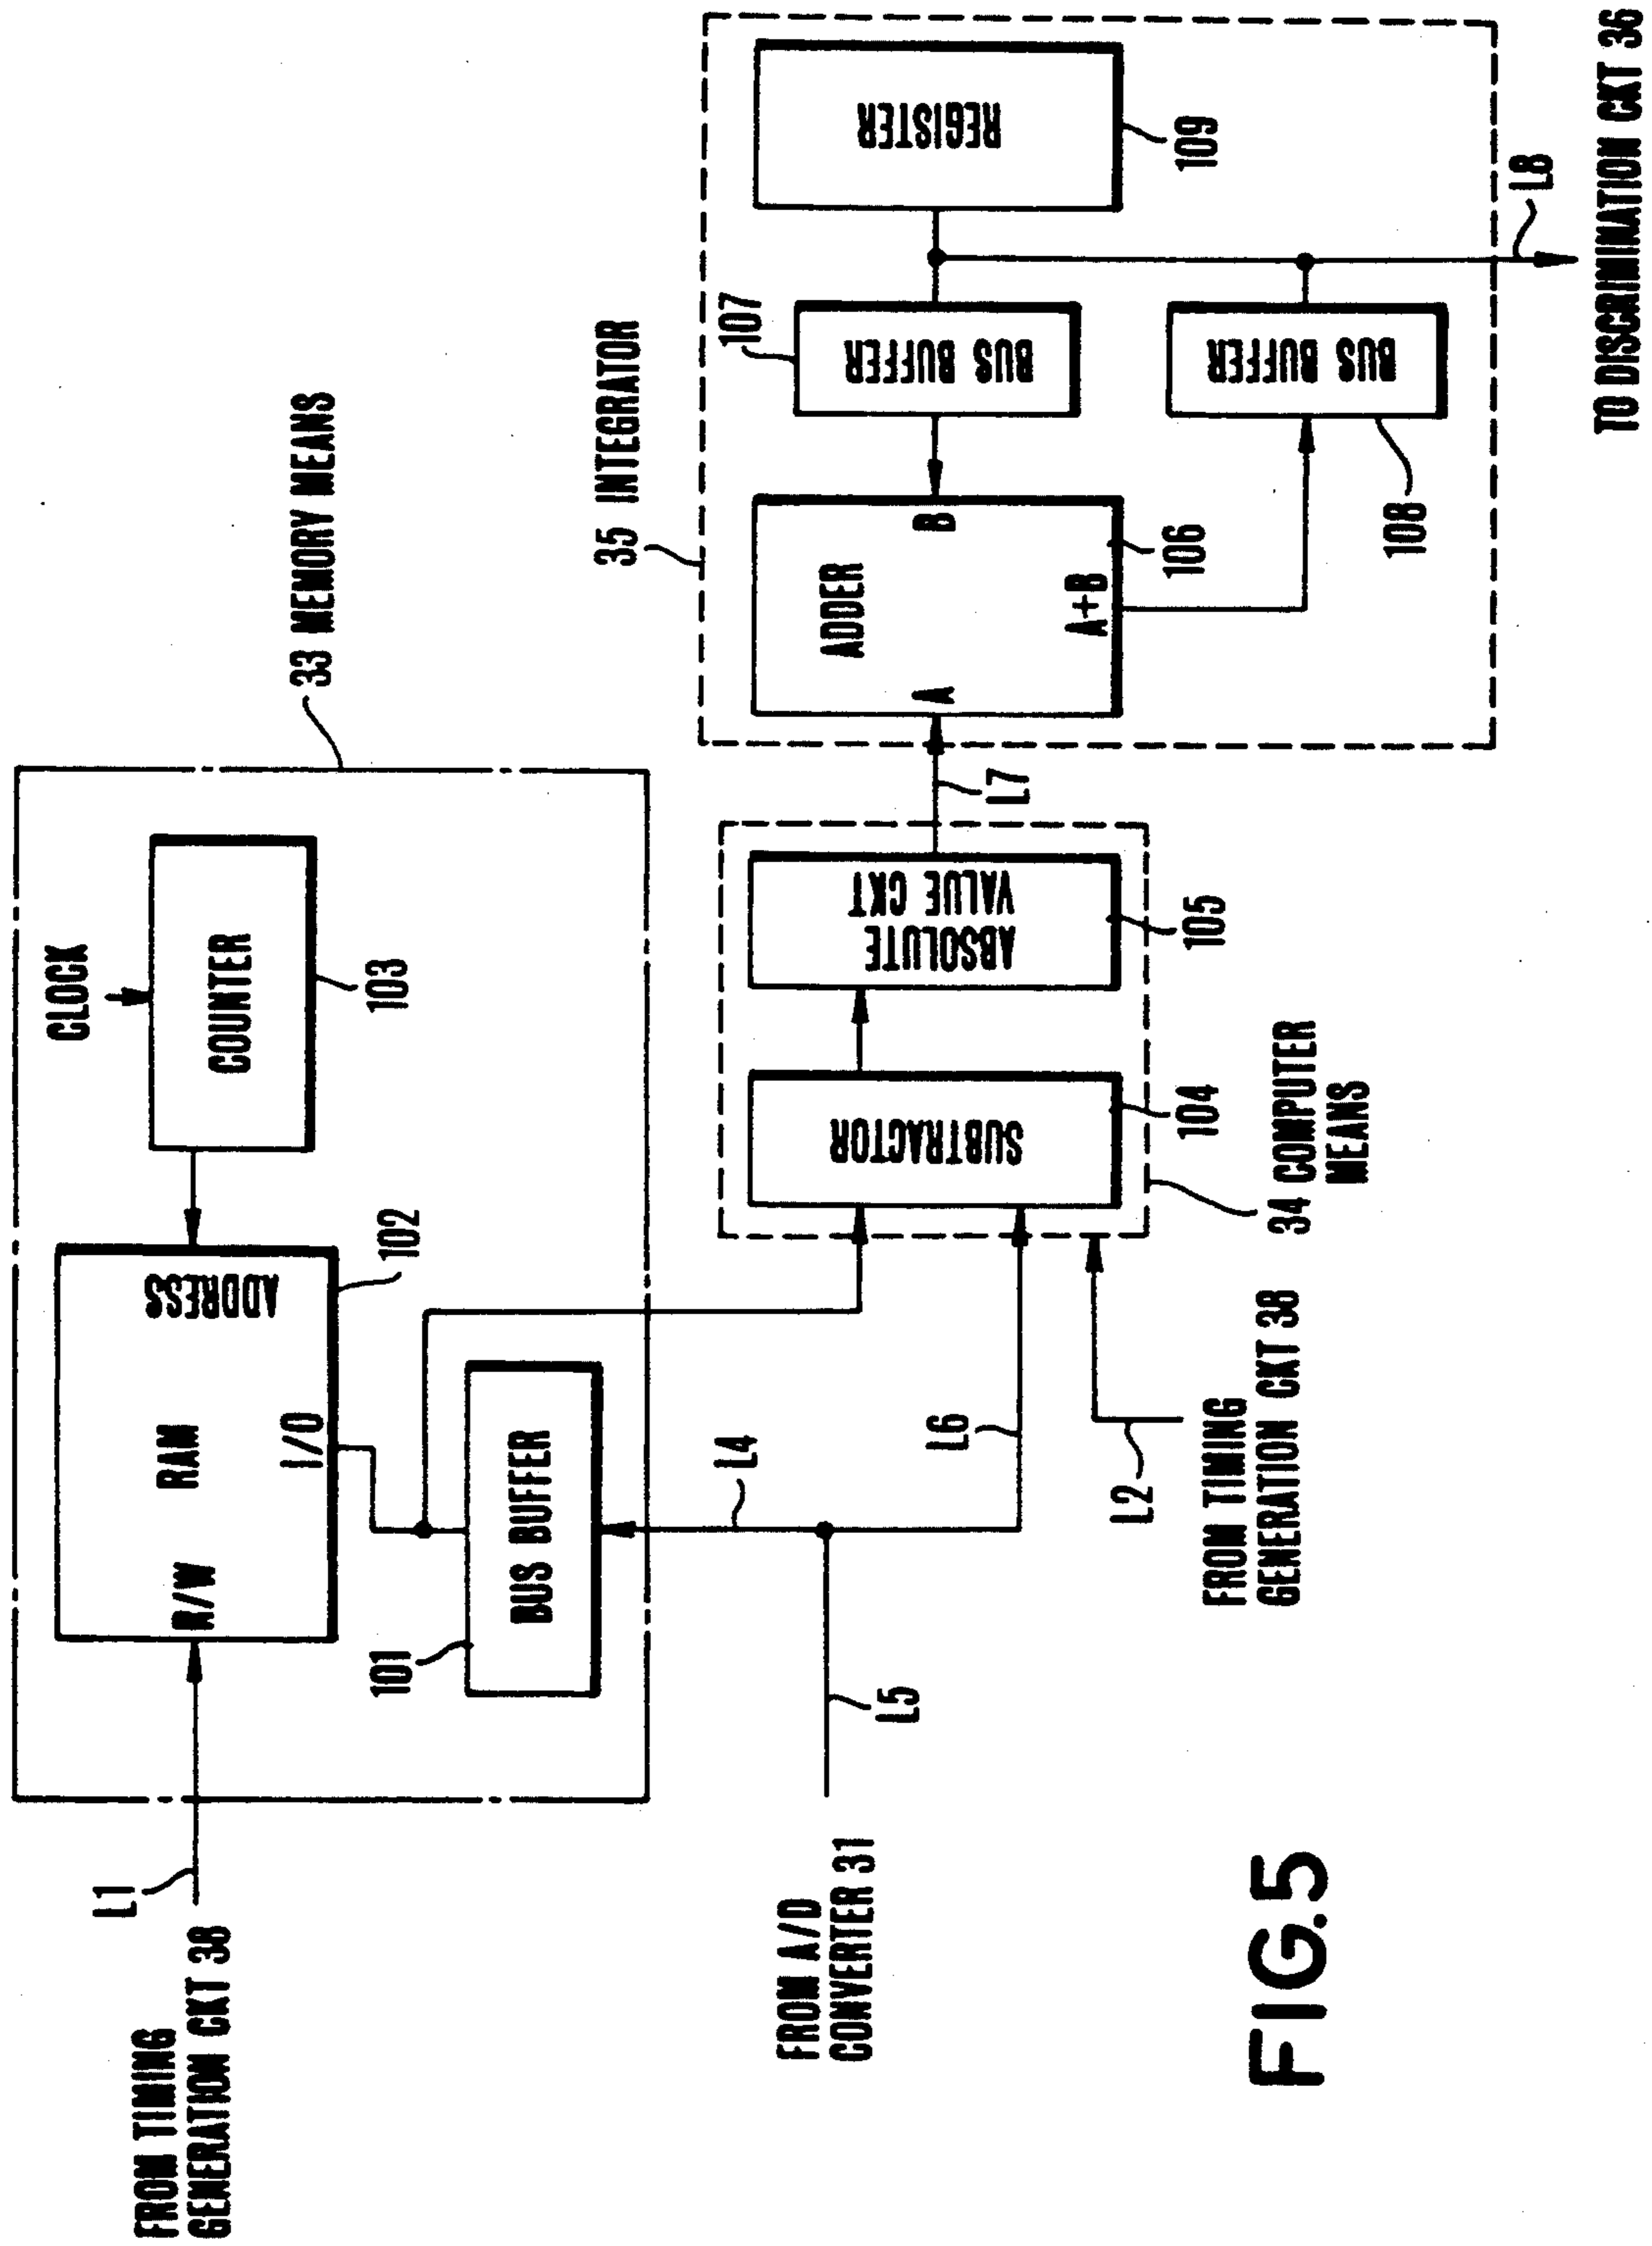 FROM TIMING
GENERATION CKT 38
L1
R/W
RAM
ADDRESS
I/O
102
CLOCK
COUNTER
103
33 MEMORY MEANS
101
BUS BUFFER
FROM A/D
CONVERTER 31
L5
L4
L6
FROM TIMING
GENERATION CKT 38
L2
SUBTRACTOR
104
ABSOLUTE
VALUE CKT
105
34 COMPUTER
MEANS
L7
35 INTEGRATOR
ADDER
A
B
A+B
106
107
BUS BUFFER
BUS BUFFER
108
REGISTER
109
L8
TO DISCRIMINATION CKT 36
FIG.5